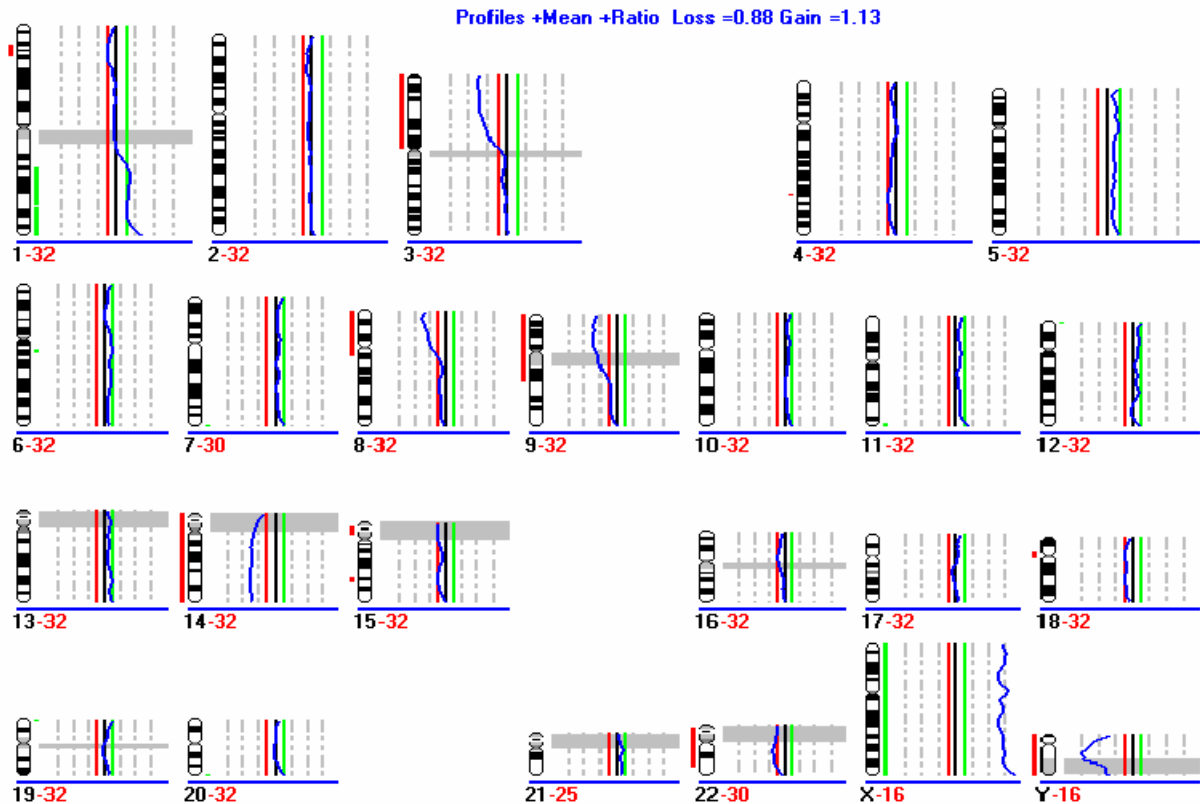 Profiles +Mean +Ratio Loss =0.88 Gain =1.13
1-32 2-32 3-32 4-32 5-32
6-32 7-30 8-32 9-32 10-32 11-32 12-32
13-32 14-32 15-32 16-32 17-32 18-32
19-32 20-32 21-25 22-30 X-16 Y-16